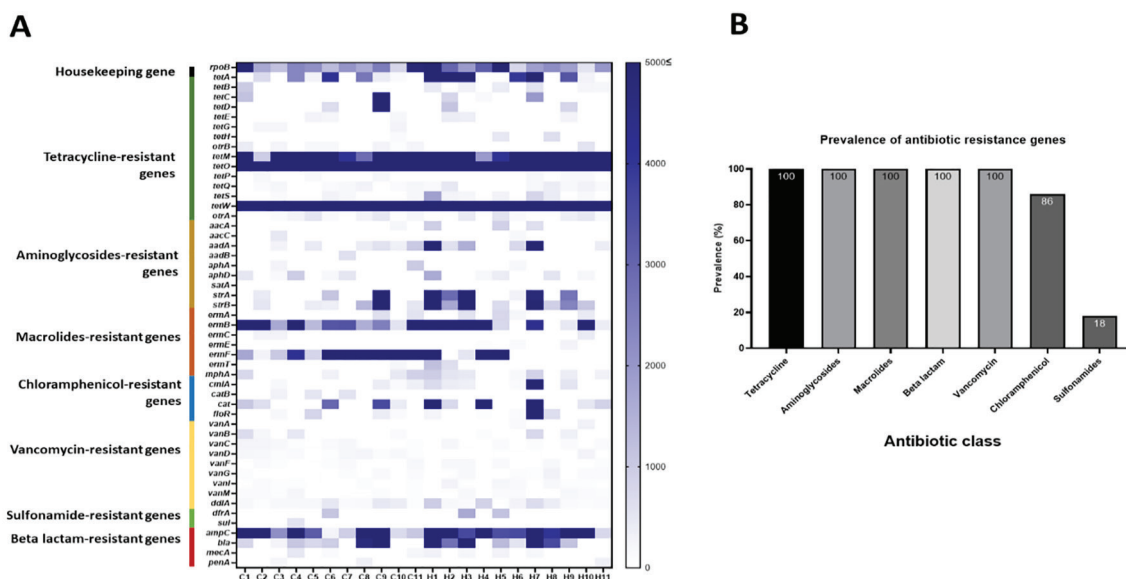 A
Housekeeping gene
Tetracycline-resistant
genes
Aminoglycosides-resistant
genes
Macrolides-resistant genes
Chloramphenicol-resistant
genes
Vancomycin-resistant genes
Sulfonamide-resistant genes
Beta lactam-resistant genes
rpoB
tetA
tetB
tetC
tetD
tetE
tetG
tetH
otrB
tetM
tetO
tetP
tetQ
tetS
tetW
otrA
aacA
aacC
aadA
aadB
aphA
aphD
satA
strA
strB
ermA
ermB
ermC
ermE
ermF
ermT
mphA
cmlA
catB
cat
floR
vanA
vanB
vanC
vanD
vanF
vanG
vanI
vanM
ddlA
dfrA
sul
ampC
bla
mecA
penA
C1 C2 C3 C4 C5 C6 C7 C8 C9 C10 C11 H1 H2 H3 H4 H5 H6 H7 H8 H9 H10 H11
5000≤
4000
3000
2000
1000
0
B
Prevalence of antibiotic resistance genes
Prevalence (%)
100
80
60
40
20
0
100 100 100 100 100 86 18
Tetracycline
Aminoglycosides
Macrolides
Beta lactam
Vancomycin
Chloramphenicol
Sulfonamides
Antibiotic class